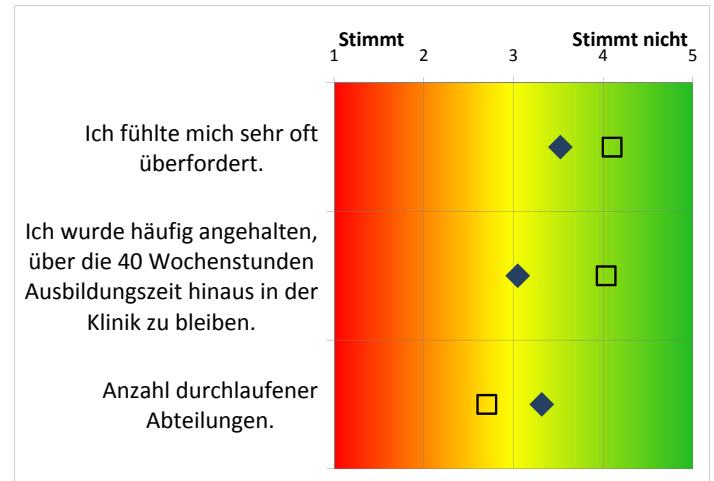 Stimmt Stimmt nicht
1 2 3 4 5
Ich fühlte mich sehr oft
überfordert.
Ich wurde häufig angehalten,
über die 40 Wochenstunden
Ausbildungszeit hinaus in der
Klinik zu bleiben.
Anzahl durchlaufener
Abteilungen.